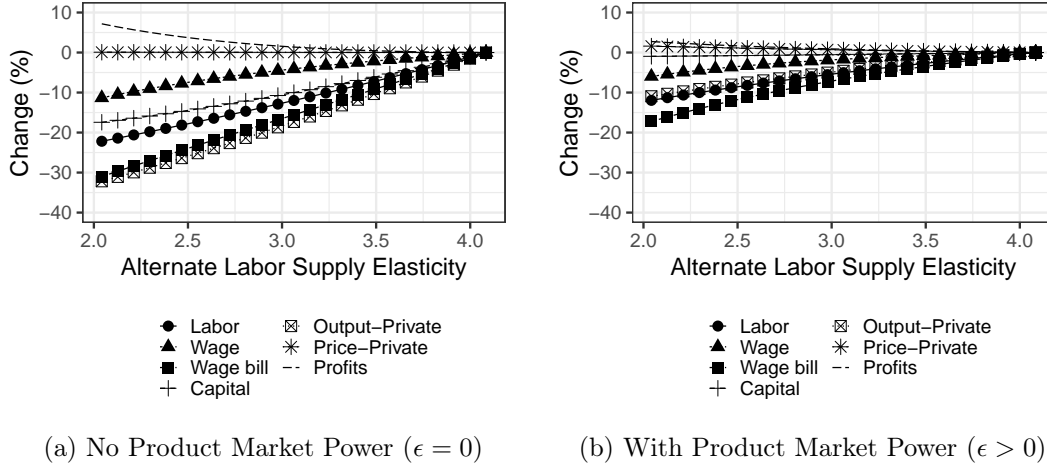 10
0
−10
−20
−30
−40
Change (%)
2.0 2.5 3.0 3.5 4.0
Alternate Labor Supply Elasticity
Labor
Wage
Wage bill
Capital
Output−Private
Price−Private
Profits
(a) No Product Market Power (ϵ = 0)
10
0
−10
−20
−30
−40
Change (%)
2.0 2.5 3.0 3.5 4.0
Alternate Labor Supply Elasticity
Labor
Wage
Wage bill
Capital
Output−Private
Price−Private
Profits
(b) With Product Market Power (ϵ > 0)